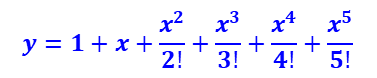 y = 1 + x + x²/2! + x³/3! + x⁴/4! + x⁵/5!